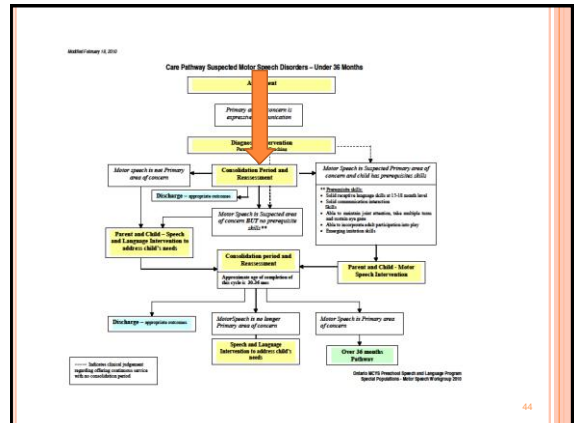 Modified February 18, 2010
Care Pathway Suspected Motor Speech Disorders – Under 36 Months
Primary
concern is
expressive
Motor speech is not Primary
area of concern
Consolidation Period and
Reassessment
Motor Speech is Suspected Primary area of
concern and child has prerequisites skills
Discharge – appropriate outcomes
** Prerequisite skills:
• Solid receptive language skills at 15-18 month level
• Solid communication interaction
Skills
• Able to maintain joint attention, take multiple turns
and sustain eye gaze
• Able to incorporate adult participation into play
• Emerging imitation skills
Motor Speech is Suspected area
of concern BUT no prerequisite
skills**
Parent and Child – Speech
and Language Intervention to
address child's needs
Consolidation period and
Reassessment
Approximate age of completion of
this cycle is 30-36 mos
Parent and Child - Motor
Speech Intervention
Discharge – appropriate outcomes
MotorSpeech is no longer
Primary area of concern
Motor Speech is Primary area
of concern
Speech and Language
Intervention to address child's
needs
Over 36 months
Pathway
------ Indicates clinical judgement
regarding offering continuous service
with no consolidation period
Ontario MCYS Preschool Speech and Language Program
Special Populations - Motor Speech Workgroup 2010
44